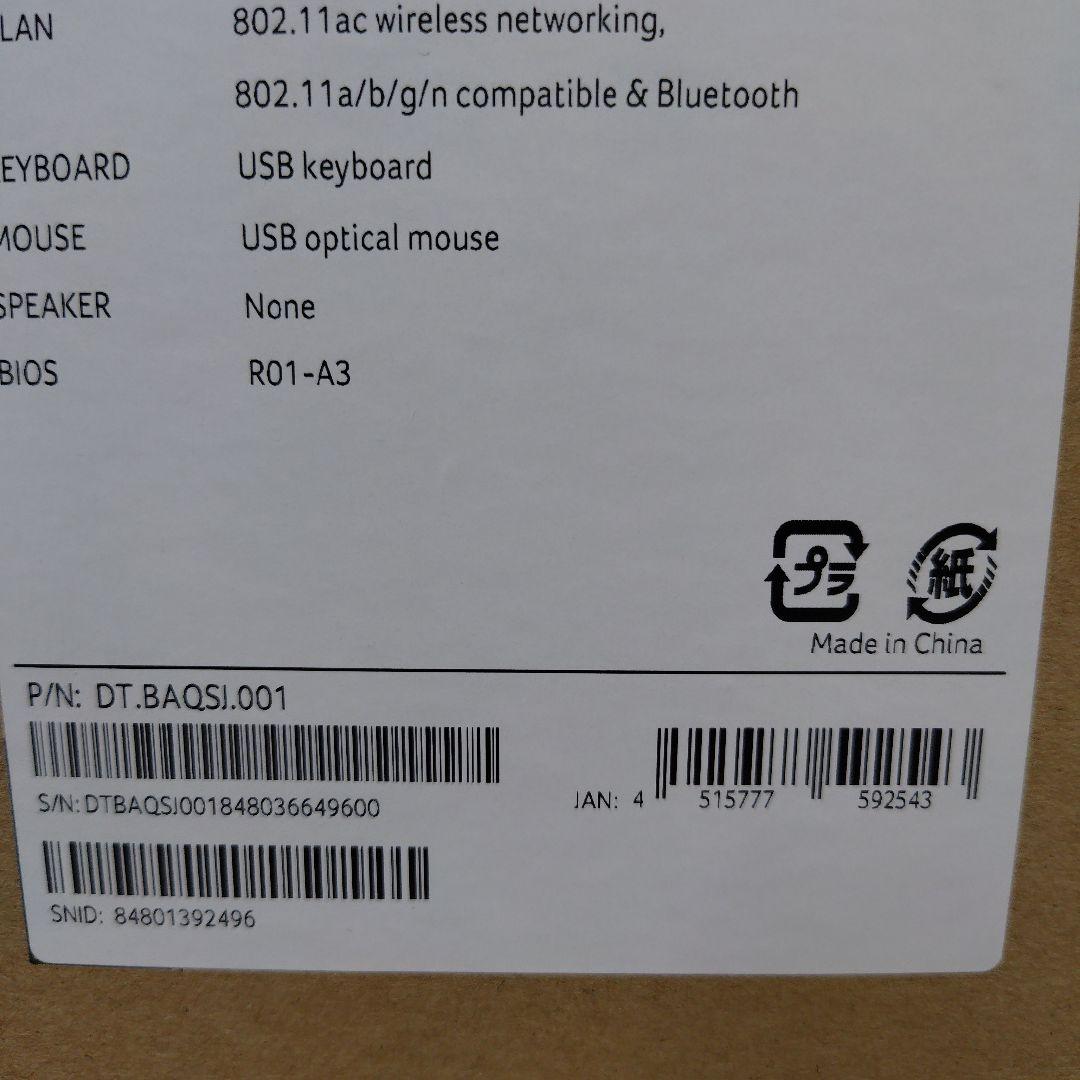 LAN 802.11ac wireless networking,
802.11a/b/g/n compatible & Bluetooth
EYBOARD USB keyboard
MOUSE USB optical mouse
SPEAKER None
BIOS R01-A3
プラ 紙
Made in China
P/N: DT.BAQSJ.001
S/N: DTBAQSJ001848036649600
JAN: 4 515777 592543
SNID: 84801392496